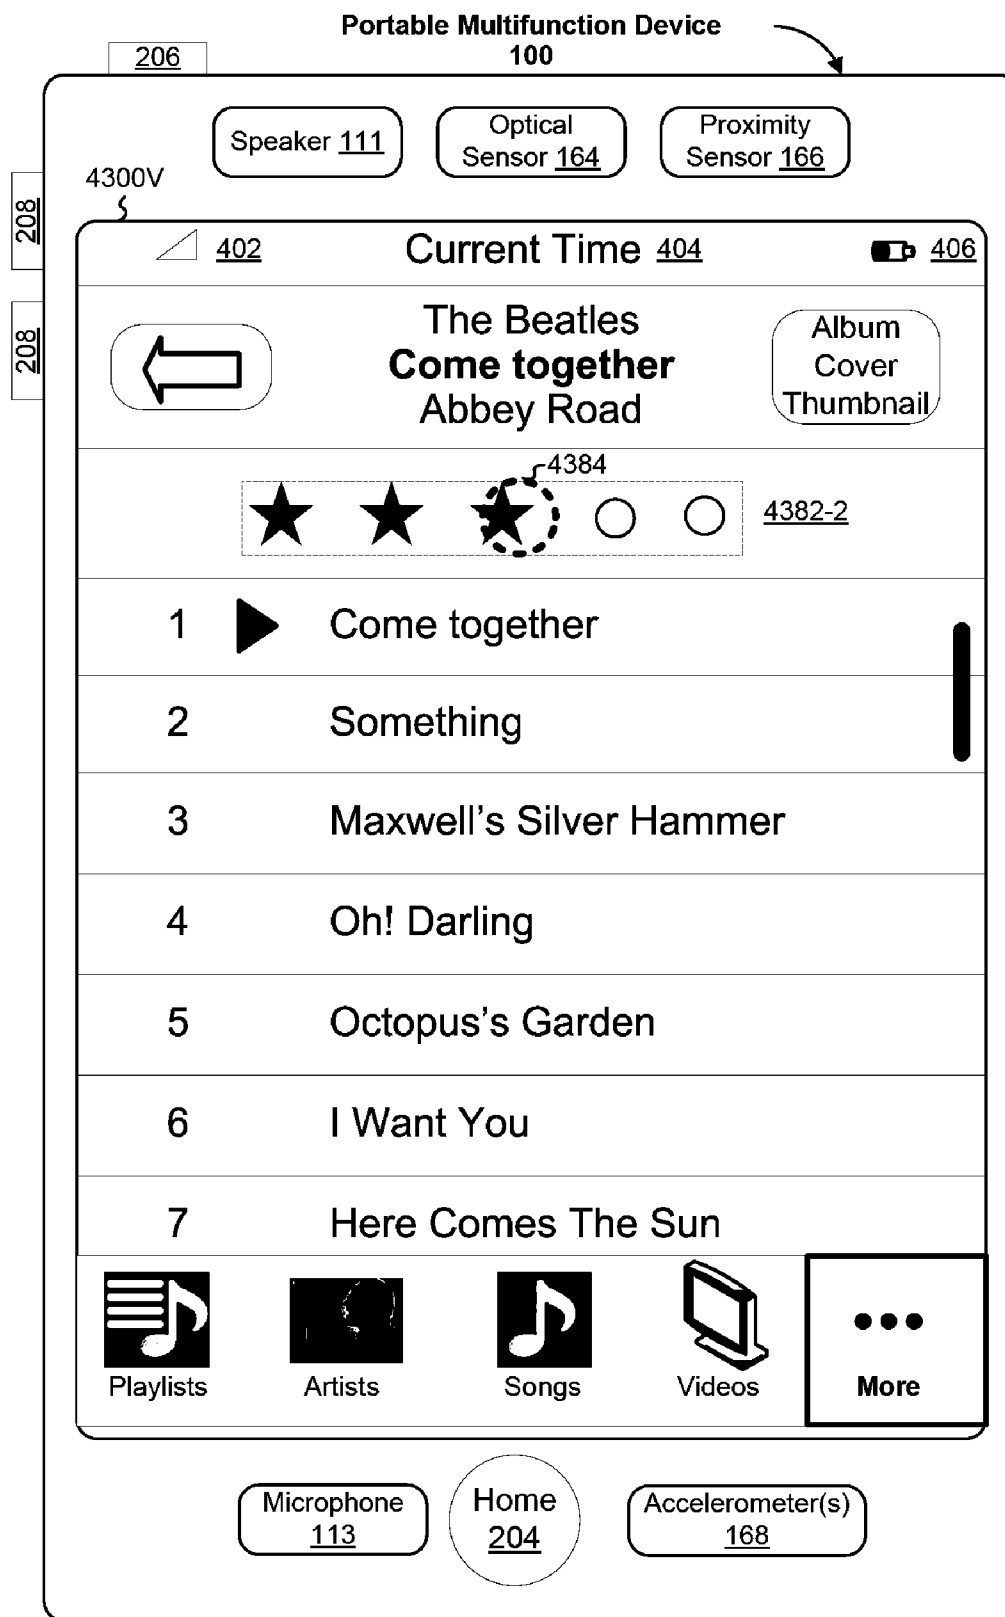 Portable Multifunction Device
100
206
Speaker 111
Optical
Sensor 164
Proximity
Sensor 166
4300V
208
208
402
Current Time 404
406
The Beatles
Come together
Abbey Road
Album
Cover
Thumbnail
4384
4382-2
1 Come together
2 Something
3 Maxwell's Silver Hammer
4 Oh! Darling
5 Octopus's Garden
6 I Want You
7 Here Comes The Sun
Playlists
Artists
Songs
Videos
More
Microphone
113
Home
204
Accelerometer(s)
168